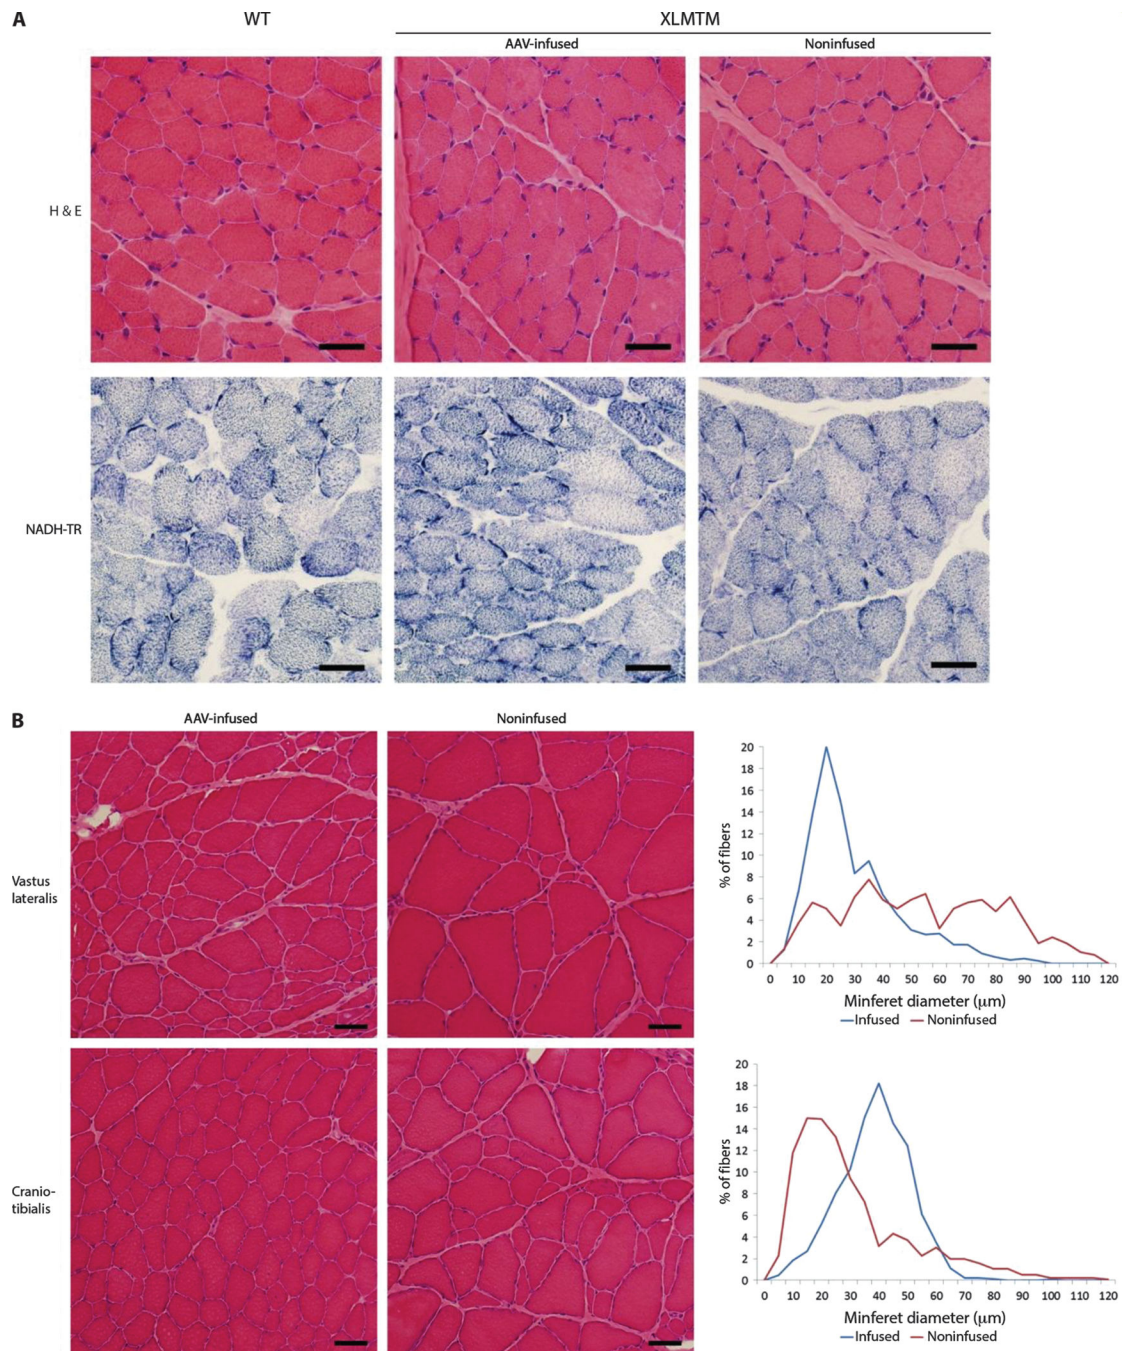 A
WT
XLMTM
AAV-infused
Noninfused
H & E
NADH-TR
B
AAV-infused
Noninfused
Vastus
lateralis
20
18
16
14
12
10
8
6
4
2
0
% of fibers
0 10 20 30 40 50 60 70 80 90 100 110 120
Minferet diameter (μm)
Infused Noninfused
Cranio-
tibialis
20
18
16
14
12
10
8
6
4
2
0
% of fibers
0 10 20 30 40 50 60 70 80 90 100 110 120
Minferet diameter (μm)
Infused Noninfused